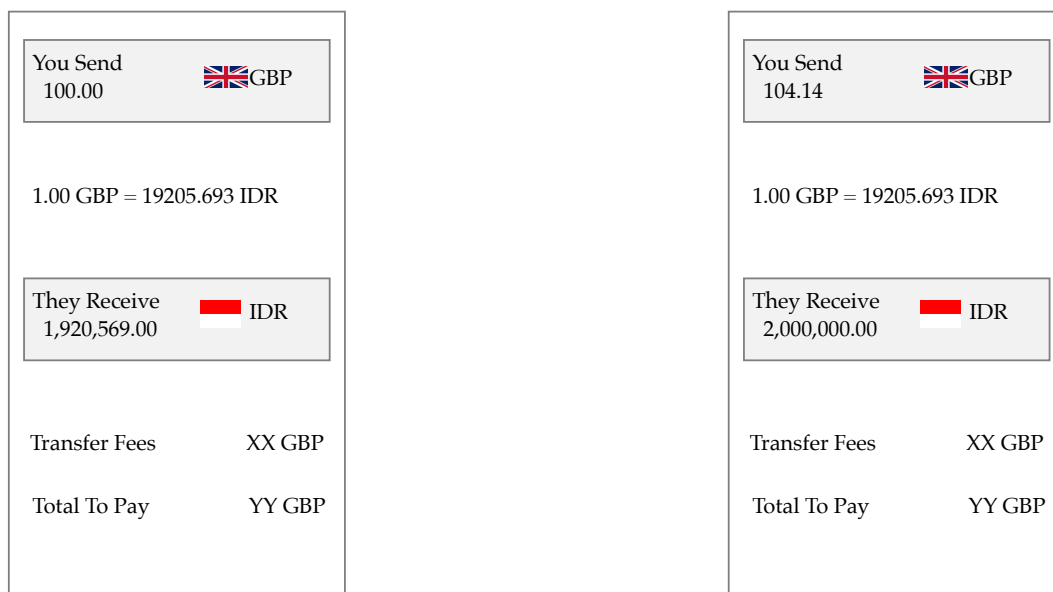 You Send
100.00 GBP
1.00 GBP = 19205.693 IDR
They Receive
1,920,569.00 IDR
Transfer Fees XX GBP
Total To Pay YY GBP
You Send
104.14 GBP
1.00 GBP = 19205.693 IDR
They Receive
2,000,000.00 IDR
Transfer Fees XX GBP
Total To Pay YY GBP